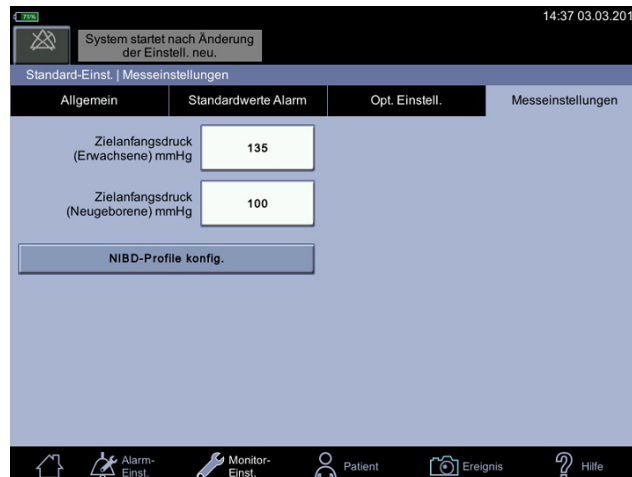 75%
14:37 03.03.201
System startet nach Änderung
der Einstell. neu.
Standard-Einst. | Messeinstellungen
Allgemein
Standardwerte Alarm
Opt. Einstell.
Messeinstellungen
Zielanfangsdruck
(Erwachsene) mmHg
135
Zielanfangsdruck
(Neugeborene) mmHg
100
NIBD-Profile konfig.
Alarm-
Einst.
Monitor-
Einst.
Patient
Ereignis
Hilfe